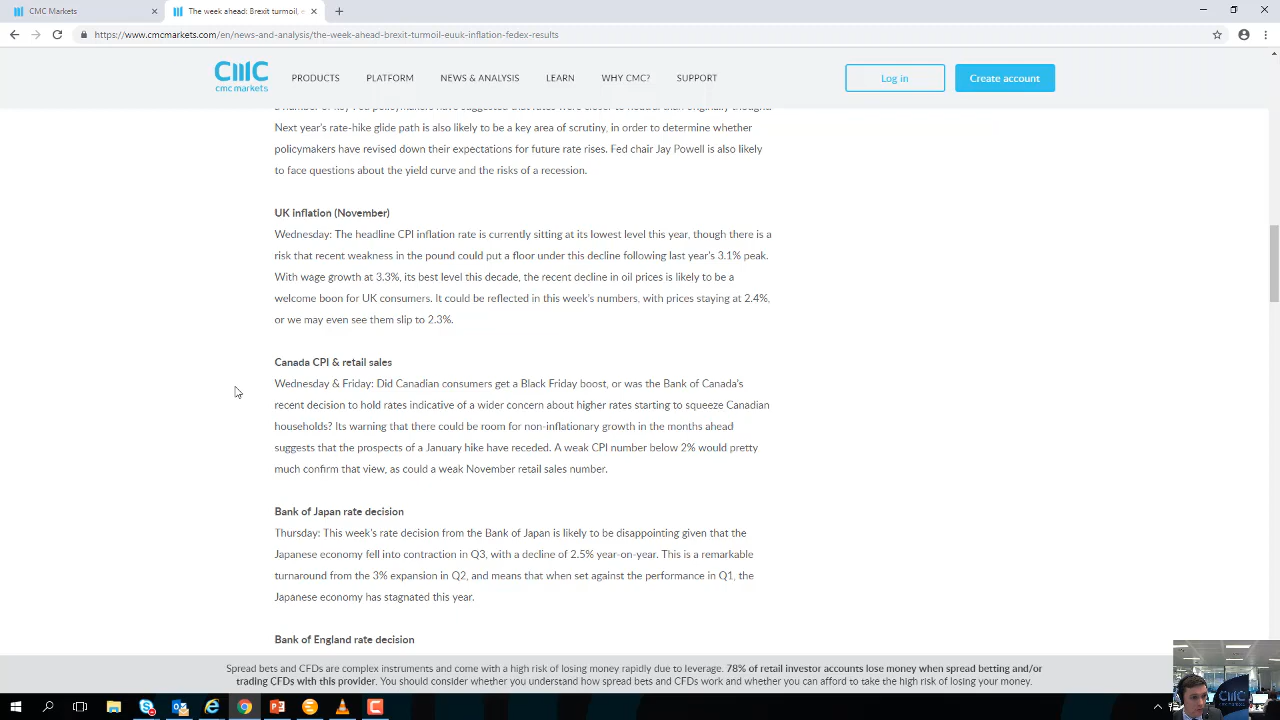 CMC Markets
The week ahead: Brexit turmoil,
https://www.cmcmarkets.com/en/news-and-analysis/the-week-ahead-brexit-turmoil-euuk-inflation-fedex-results
cmc markets
PRODUCTS PLATFORM NEWS & ANALYSIS LEARN WHY CMC? SUPPORT
Log in
Create account
Next year's rate-hike glide path is also likely to be a key area of scrutiny, in order to determine whether
policymakers have revised down their expectations for future rate rises. Fed chair Jay Powell is also likely
to face questions about the yield curve and the risks of a recession.
UK inflation (November)
Wednesday: The headline CPI inflation rate is currently sitting at its lowest level this year, though there is a
risk that recent weakness in the pound could put a floor under this decline following last year's 3.1% peak.
With wage growth at 3.3%, its best level this decade, the recent decline in oil prices is likely to be a
welcome boon for UK consumers. It could be reflected in this week's numbers, with prices staying at 2.4%,
or we may even see them slip to 2.3%.
Canada CPI & retail sales
Wednesday & Friday: Did Canadian consumers get a Black Friday boost, or was the Bank of Canada's
recent decision to hold rates indicative of a wider concern about higher rates starting to squeeze Canadian
households? Its warning that there could be room for non-inflationary growth in the months ahead
suggests that the prospects of a January hike have receded. A weak CPI number below 2% would pretty
much confirm that view, as could a weak November retail sales number.
Bank of Japan rate decision
Thursday: This week's rate decision from the Bank of Japan is likely to be disappointing given that the
Japanese economy fell into contraction in Q3, with a decline of 2.5% year-on-year. This is a remarkable
turnaround from the 3% expansion in Q2, and means that when set against the performance in Q1, the
Japanese economy has stagnated this year.
Bank of England rate decision
Spread bets and CFDs are complex instruments and come with a high risk of losing money rapidly due to leverage. 78% of retail investor accounts lose money when spread betting and/or
trading CFDs with this provider. You should consider whether you understand how spread bets and CFDs work and whether you can afford to take the high risk of losing your money.